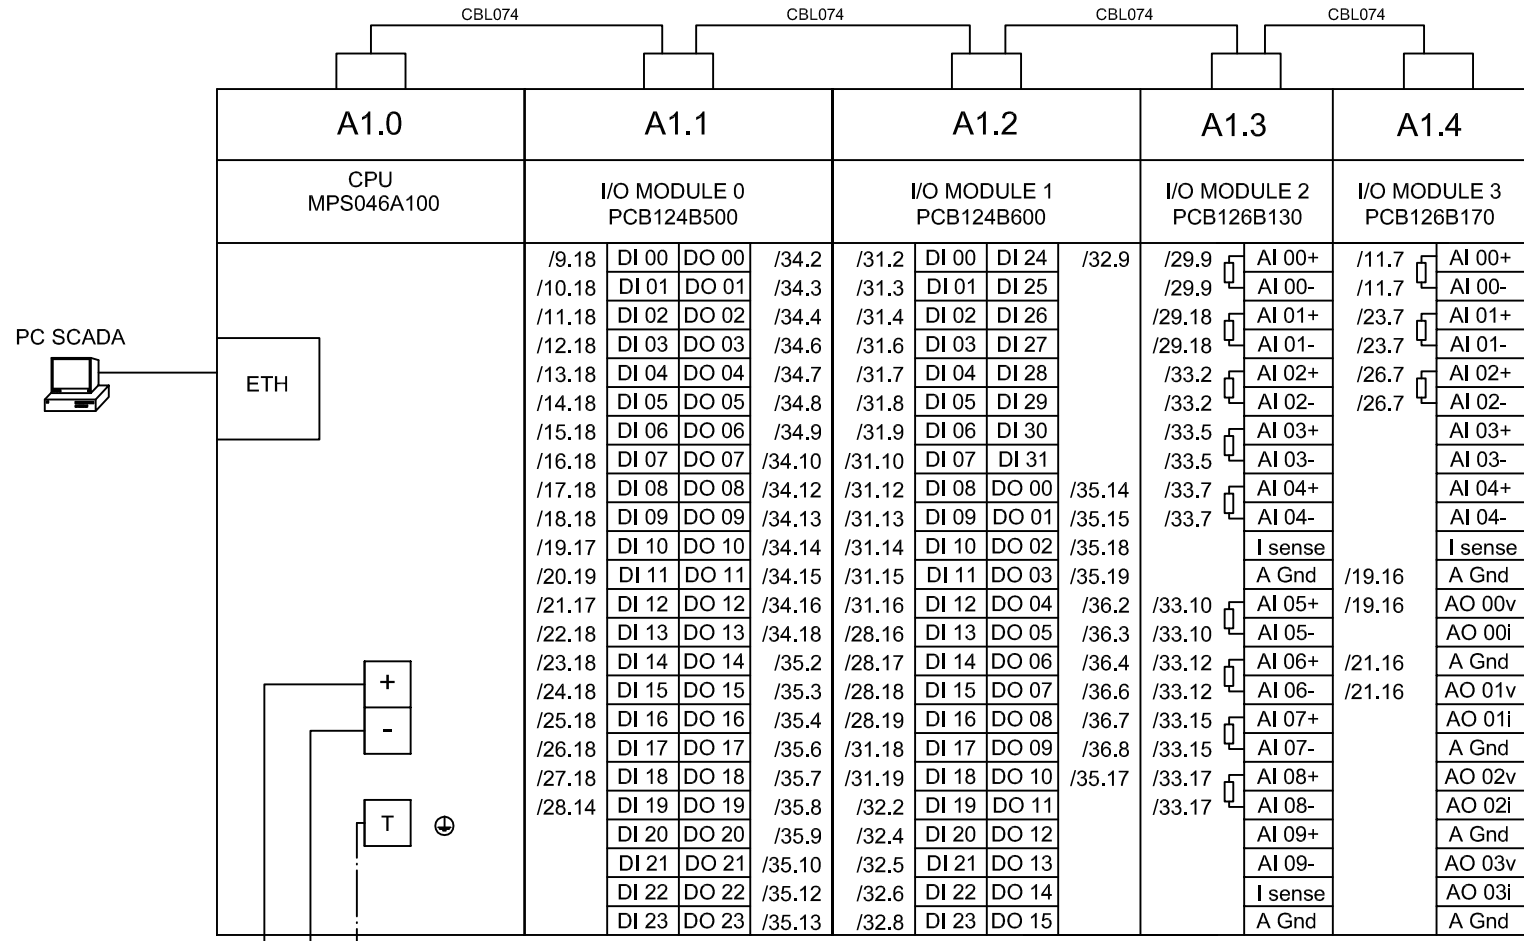 CBL074 CBL074 CBL074 CBL074
A1.0 A1.1 A1.2 A1.3 A1.4
CPU
MPS046A100
I/O MODULE 0
PCB124B500
I/O MODULE 1
PCB124B600
I/O MODULE 2
PCB126B130
I/O MODULE 3
PCB126B170
/9.18 DI 00 DO 00 /34.2 /31.2 DI 00 DI 24 /32.9 /29.9 AI 00+ /11.7 AI 00+
/10.18 DI 01 DO 01 /34.3 /31.3 DI 01 DI 25 /29.9 AI 00- /11.7 AI 00-
/11.18 DI 02 DO 02 /34.4 /31.4 DI 02 DI 26 /29.18 AI 01+ /23.7 AI 01+
PC SCADA
/12.18 DI 03 DO 03 /34.6 /31.6 DI 03 DI 27 /29.18 AI 01- /23.7 AI 01-
ETH
/13.18 DI 04 DO 04 /34.7 /31.7 DI 04 DI 28 /33.2 AI 02+ /26.7 AI 02+
/14.18 DI 05 DO 05 /34.8 /31.8 DI 05 DI 29 /33.2 AI 02- /26.7 AI 02-
/15.18 DI 06 DO 06 /34.9 /31.9 DI 06 DI 30 /33.5 AI 03+ AI 03+
/16.18 DI 07 DO 07 /34.10 /31.10 DI 07 DI 31 /33.5 AI 03- AI 03-
/17.18 DI 08 DO 08 /34.12 /31.12 DI 08 DO 00 /35.14 /33.7 AI 04+ AI 04+
/18.18 DI 09 DO 09 /34.13 /31.13 DI 09 DO 01 /35.15 /33.7 AI 04- AI 04-
/19.17 DI 10 DO 10 /34.14 /31.14 DI 10 DO 02 /35.18 I sense I sense
/20.19 DI 11 DO 11 /34.15 /31.15 DI 11 DO 03 /35.19 A Gnd /19.16 A Gnd
/21.17 DI 12 DO 12 /34.16 /31.16 DI 12 DO 04 /36.2 /33.10 AI 05+ /19.16 AO 00v
/22.18 DI 13 DO 13 /34.18 /28.16 DI 13 DO 05 /36.3 /33.10 AI 05- AO 00i
/23.18 DI 14 DO 14 /35.2 /28.17 DI 14 DO 06 /36.4 /33.12 AI 06+ /21.16 A Gnd
+
/24.18 DI 15 DO 15 /35.3 /28.18 DI 15 DO 07 /36.6 /33.12 AI 06- /21.16 AO 01v
/25.18 DI 16 DO 16 /35.4 /28.19 DI 16 DO 08 /36.7 /33.15 AI 07+ AO 01i
-
/26.18 DI 17 DO 17 /35.6 /31.18 DI 17 DO 09 /36.8 /33.15 AI 07- A Gnd
/27.18 DI 18 DO 18 /35.7 /31.19 DI 18 DO 10 /35.17 /33.17 AI 08+ AO 02v
/28.14 DI 19 DO 19 /35.8 /32.2 DI 19 DO 11 /33.17 AI 08- AO 02i
T
DI 20 DO 20 /35.9 /32.4 DI 20 DO 12 AI 09+ A Gnd
DI 21 DO 21 /35.10 /32.5 DI 21 DO 13 AI 09- AO 03v
DI 22 DO 22 /35.12 /32.6 DI 22 DO 14 I sense AO 03i
DI 23 DO 23 /35.13 /32.8 DI 23 DO 15 A Gnd A Gnd